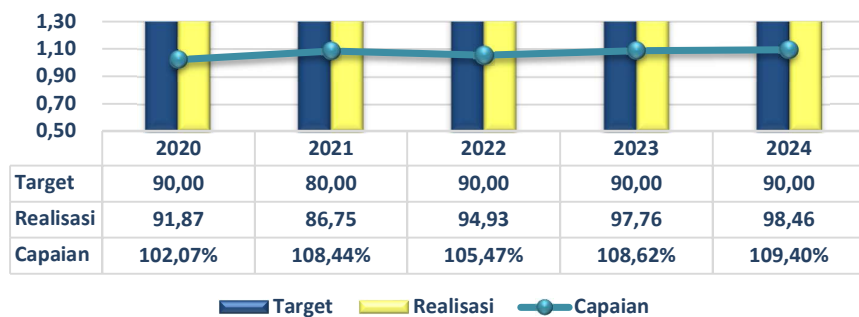 1,30
1,10
0,90
0,70
0,50
2020 2021 2022 2023 2024
Target 90,00 80,00 90,00 90,00 90,00
Realisasi 91,87 86,75 94,93 97,76 98,46
Capaian 102,07% 108,44% 105,47% 108,62% 109,40%
Target Realisasi Capaian